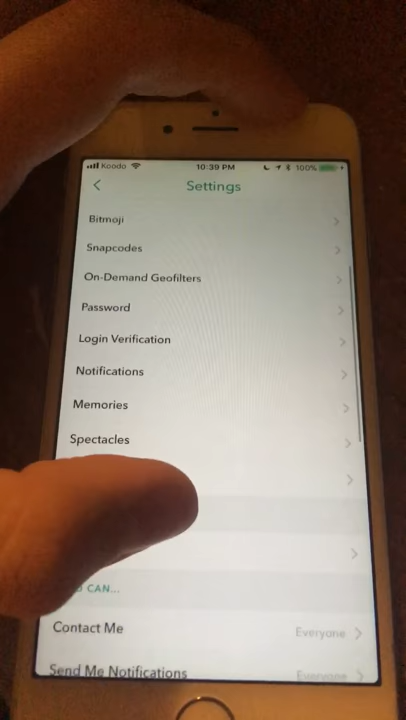 Koodo 10:39 PM 100%
Settings
Bitmoji
Snapcodes
On-Demand Geofilters
Password
Login Verification
Notifications
Memories
Spectacles
CAN...
Contact Me Everyone
Send Me Notifications Everyone